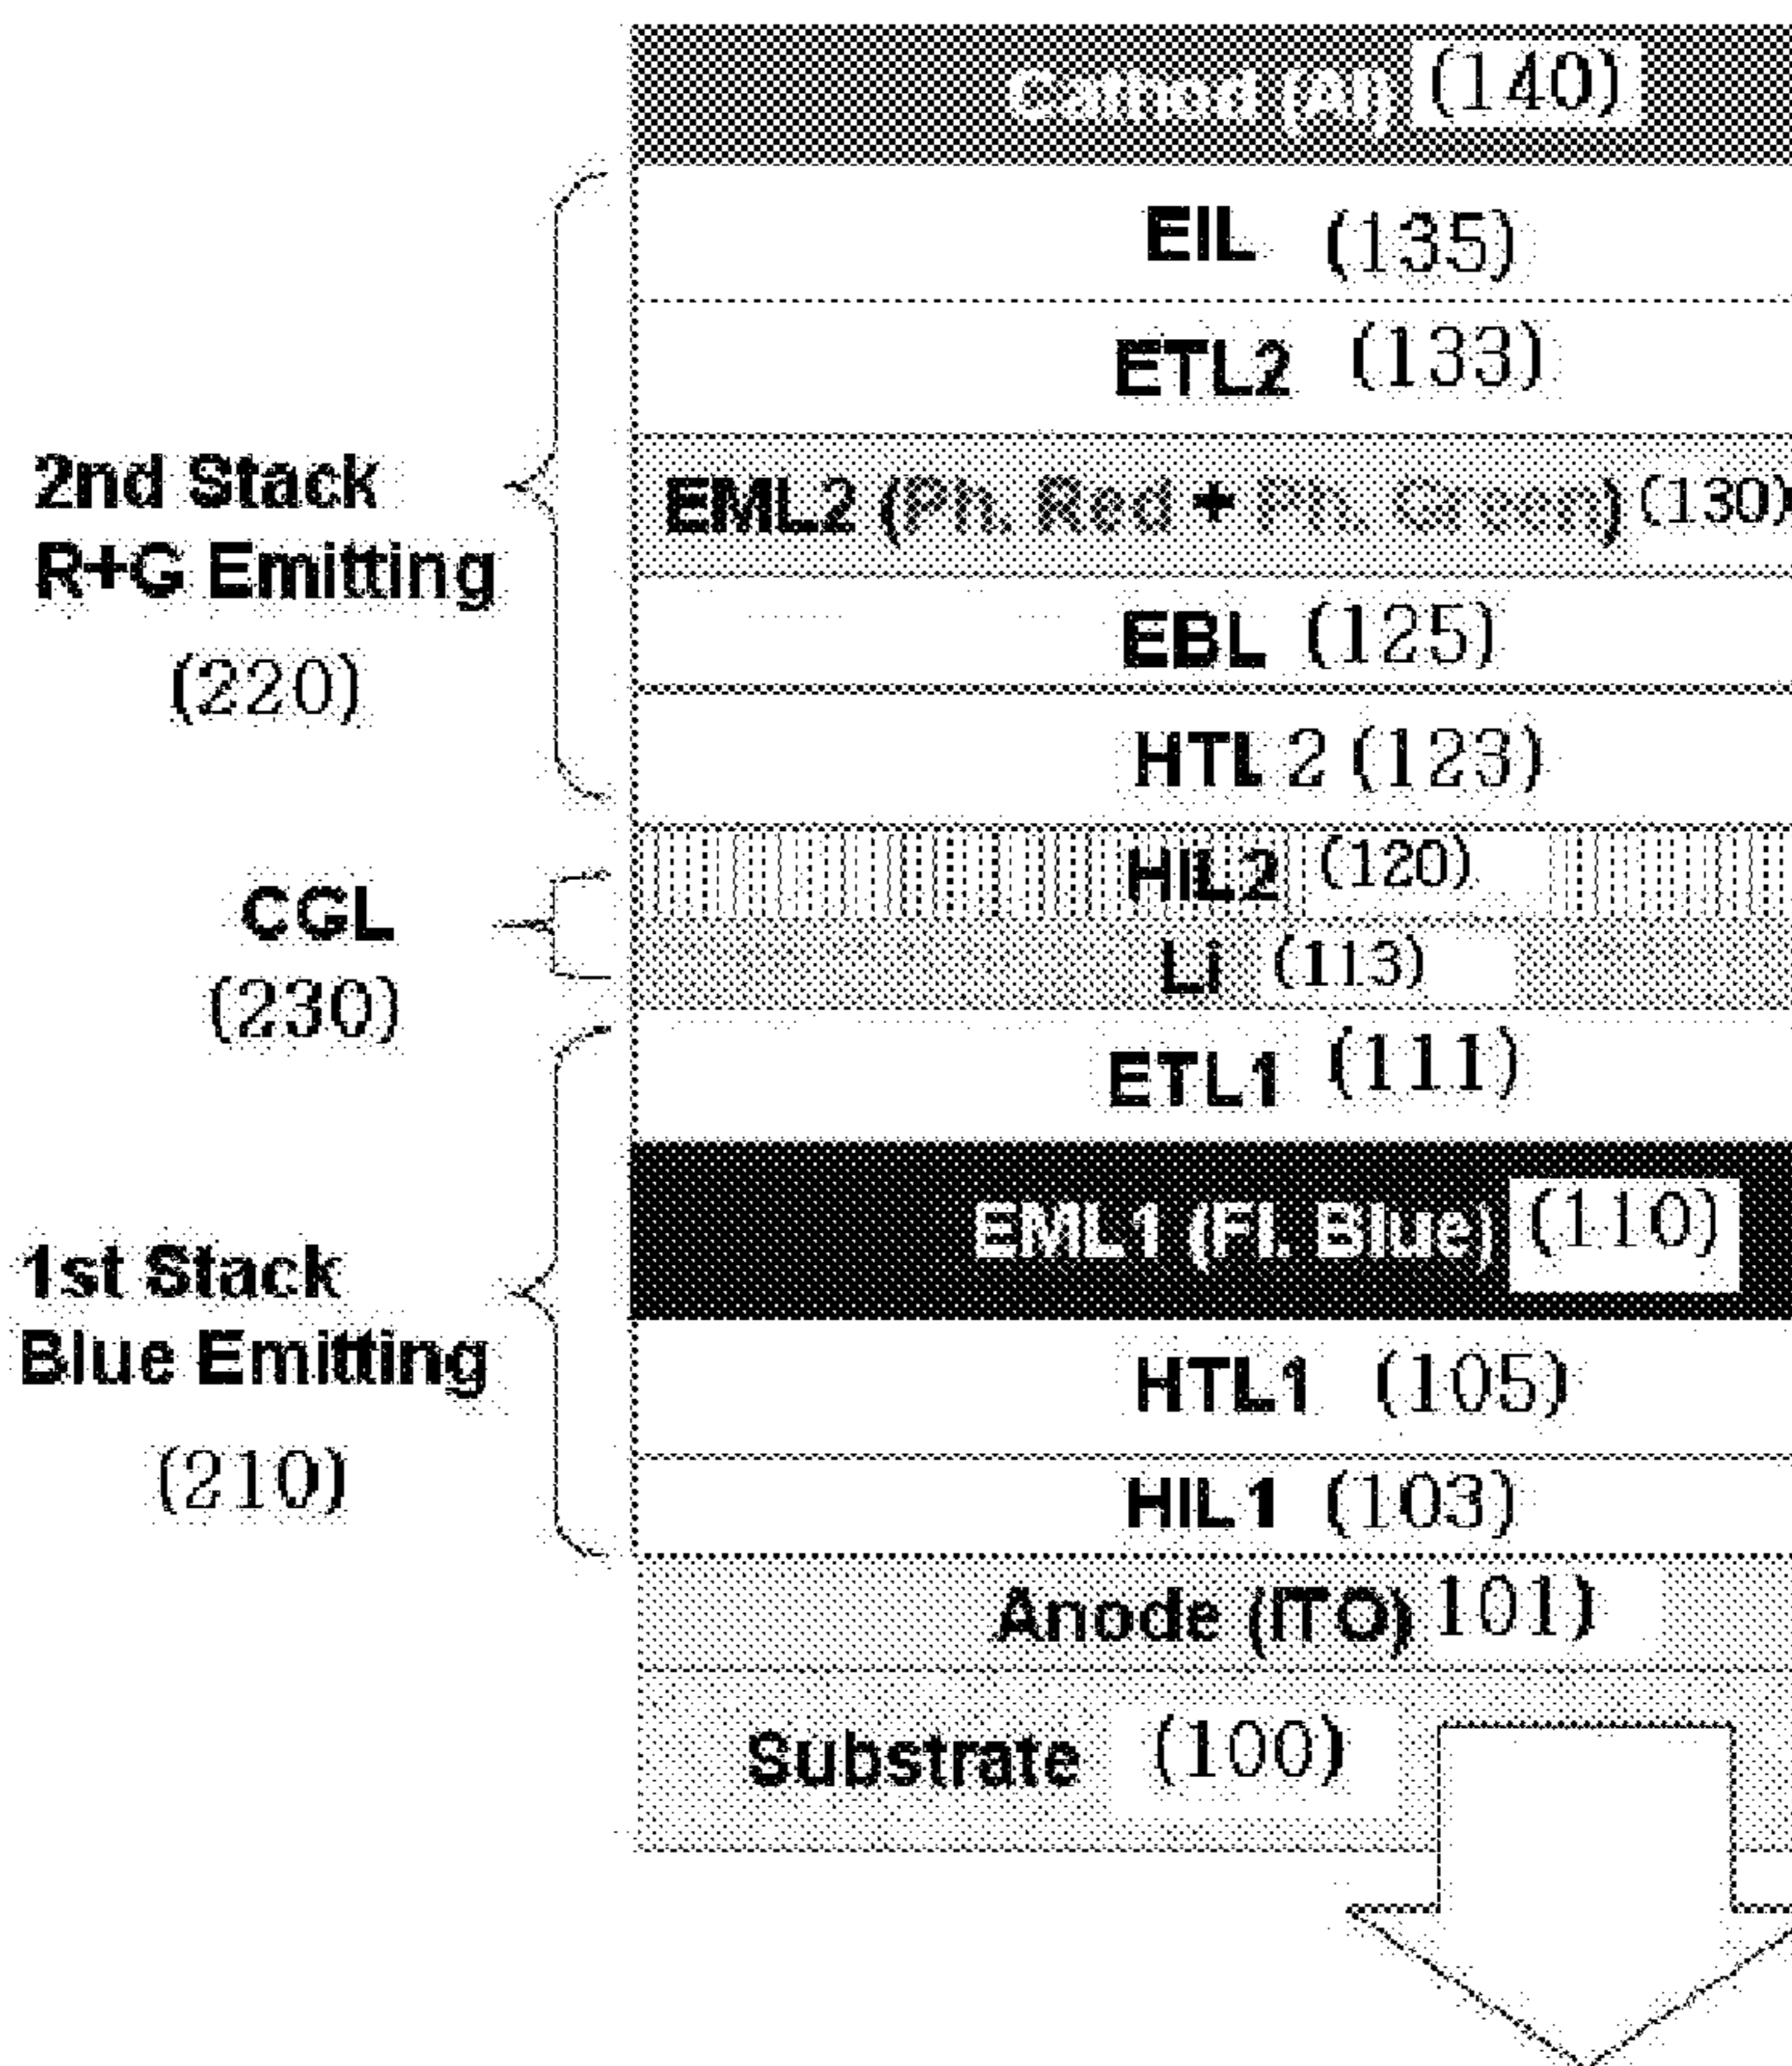 Cathod (Al) (140)
EIL (135)
ETL2 (133)
EML2 (Ph. Red + Ph. Green) (130)
EBL (125)
HTL 2 (123)
HIL2 (120)
Li (113)
ETL1 (111)
EML1 (Fl. Blue) (110)
HTL1 (105)
HIL1 (103)
Anode (ITO) 101)
Substrate (100)
2nd Stack
R+G Emitting
(220)
CGL
(230)
1st Stack
Blue Emitting
(210)